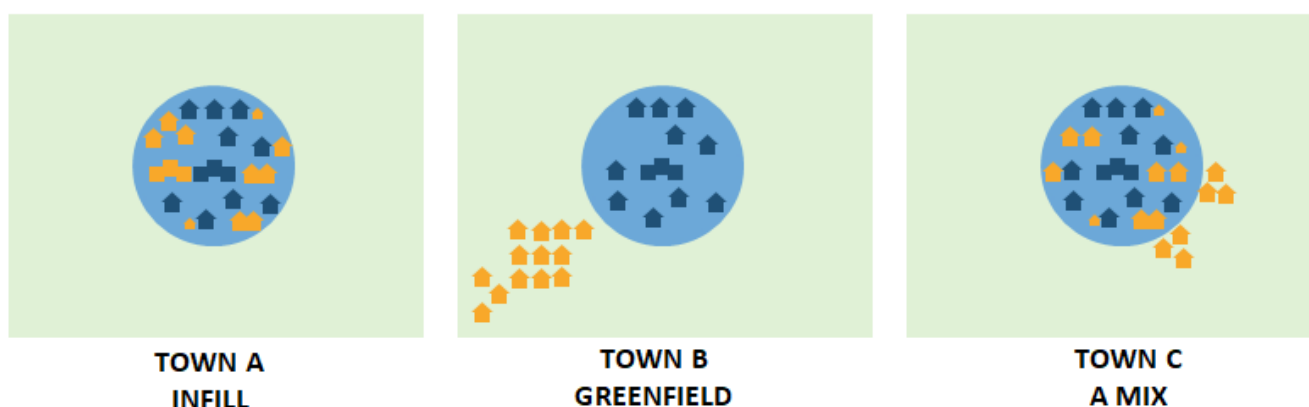 TOWN A
INFILL
TOWN B
GREENFIELD
TOWN C
A MIX